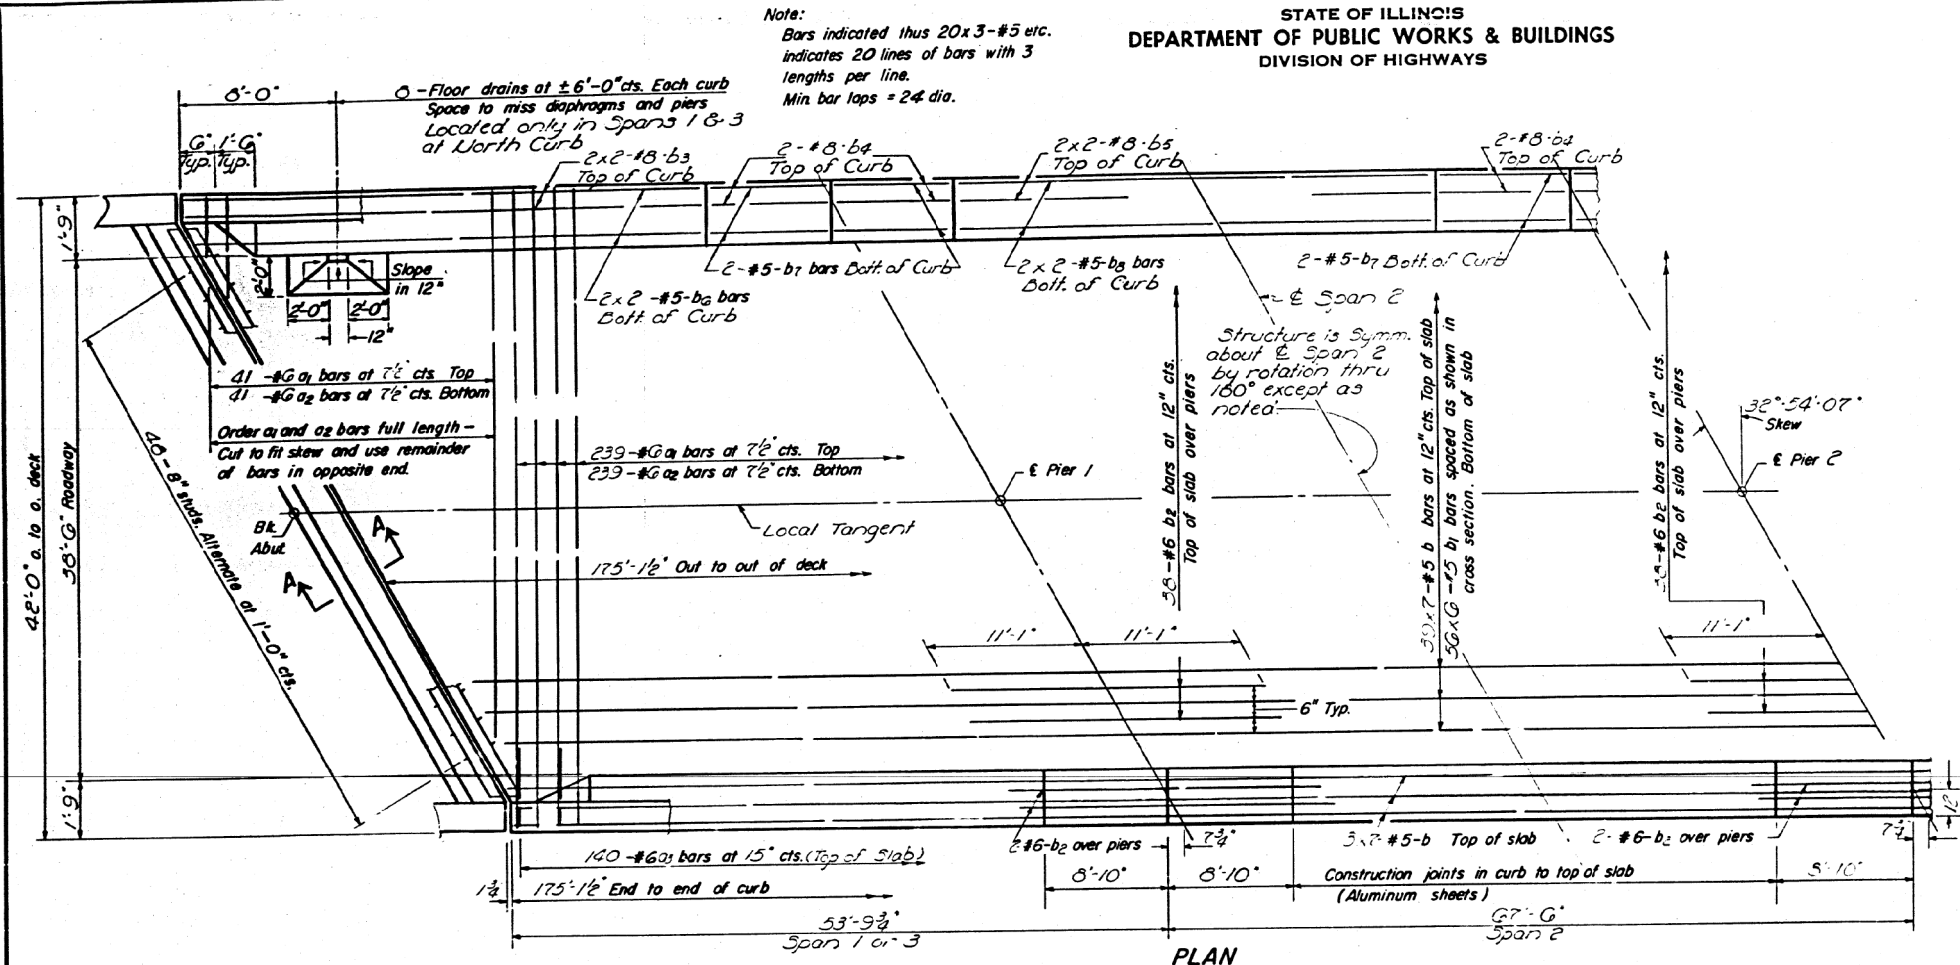 Note:
Bars indicated thus 20x3-#5 etc.
indicates 20 lines of bars with 3
lengths per line.
Min bar laps = 24 dia.
STATE OF ILLINOIS
DEPARTMENT OF PUBLIC WORKS & BUILDINGS
DIVISION OF HIGHWAYS
8'-0"
8-Floor drains at ±6'-0" cts. Each curb
Space to miss diaphragms and piers
Located only in Spans 1 & 3
at North Curb
6" 1'-6"
Typ. Typ.
2x2-#8-b3
Top of Curb
2-#8-b4
Top of Curb
2x2-#8-b5
Top of Curb
2-#8-b4
Top of Curb
1'-9"
2'-0"
Slope
in 12"
2'-0" 2'-0"
12"
2x2-#5-b6 bars
Bott. of Curb
2-#5-b7 bars Bott. of Curb
2x2-#5-b8 bars
Bott. of Curb
2-#5-b7 Bott. of Curb
℄ Span 2
Structure is Symm.
about ℄ Span 2
by rotation thru
180° except as
noted.
41-#6 a1 bars at 7½" cts. Top
41-#6 a2 bars at 7½" cts. Bottom
Order a1 and a2 bars full length-
Cut to fit skew and use remainder
of bars in opposite end.
239-#6 a1 bars at 7½" cts. Top
239-#6 a2 bars at 7½" cts. Bottom
42'-0" o. to o. deck
38'-6" Roadway
1'-9"
48-8" studs. Alternate at 1'-0" cts.
Bk.
Abut.
A
A
Local Tangent
175'-1½" Out to out of deck
℄ Pier 1
38-#6 b2 bars at 12" cts.
Top of slab over piers
39x7-#5 b bars at 12" cts. Top of slab
56x6-#5 b1 bars spaced as shown in
cross section. Bottom of slab
38-#6 b2 bars at 12" cts.
Top of slab over piers
32°-54'-07"
Skew
℄ Pier 2
11'-1" 11'-1"
11'-1"
6" Typ.
140-#6 a3 bars at 15" cts. (Top of Slab)
2-#6-b2 over piers
7¾"
3x7-#5-b Top of slab
2-#6-b2 over piers
7¾"
12"
1¾"
175'-1½" End to end of curb
8'-10" 8'-10"
Construction joints in curb to top of slab
(Aluminum sheets)
8'-10"
53'-9¾"
Span 1 or 3
67'-6"
Span 2
PLAN